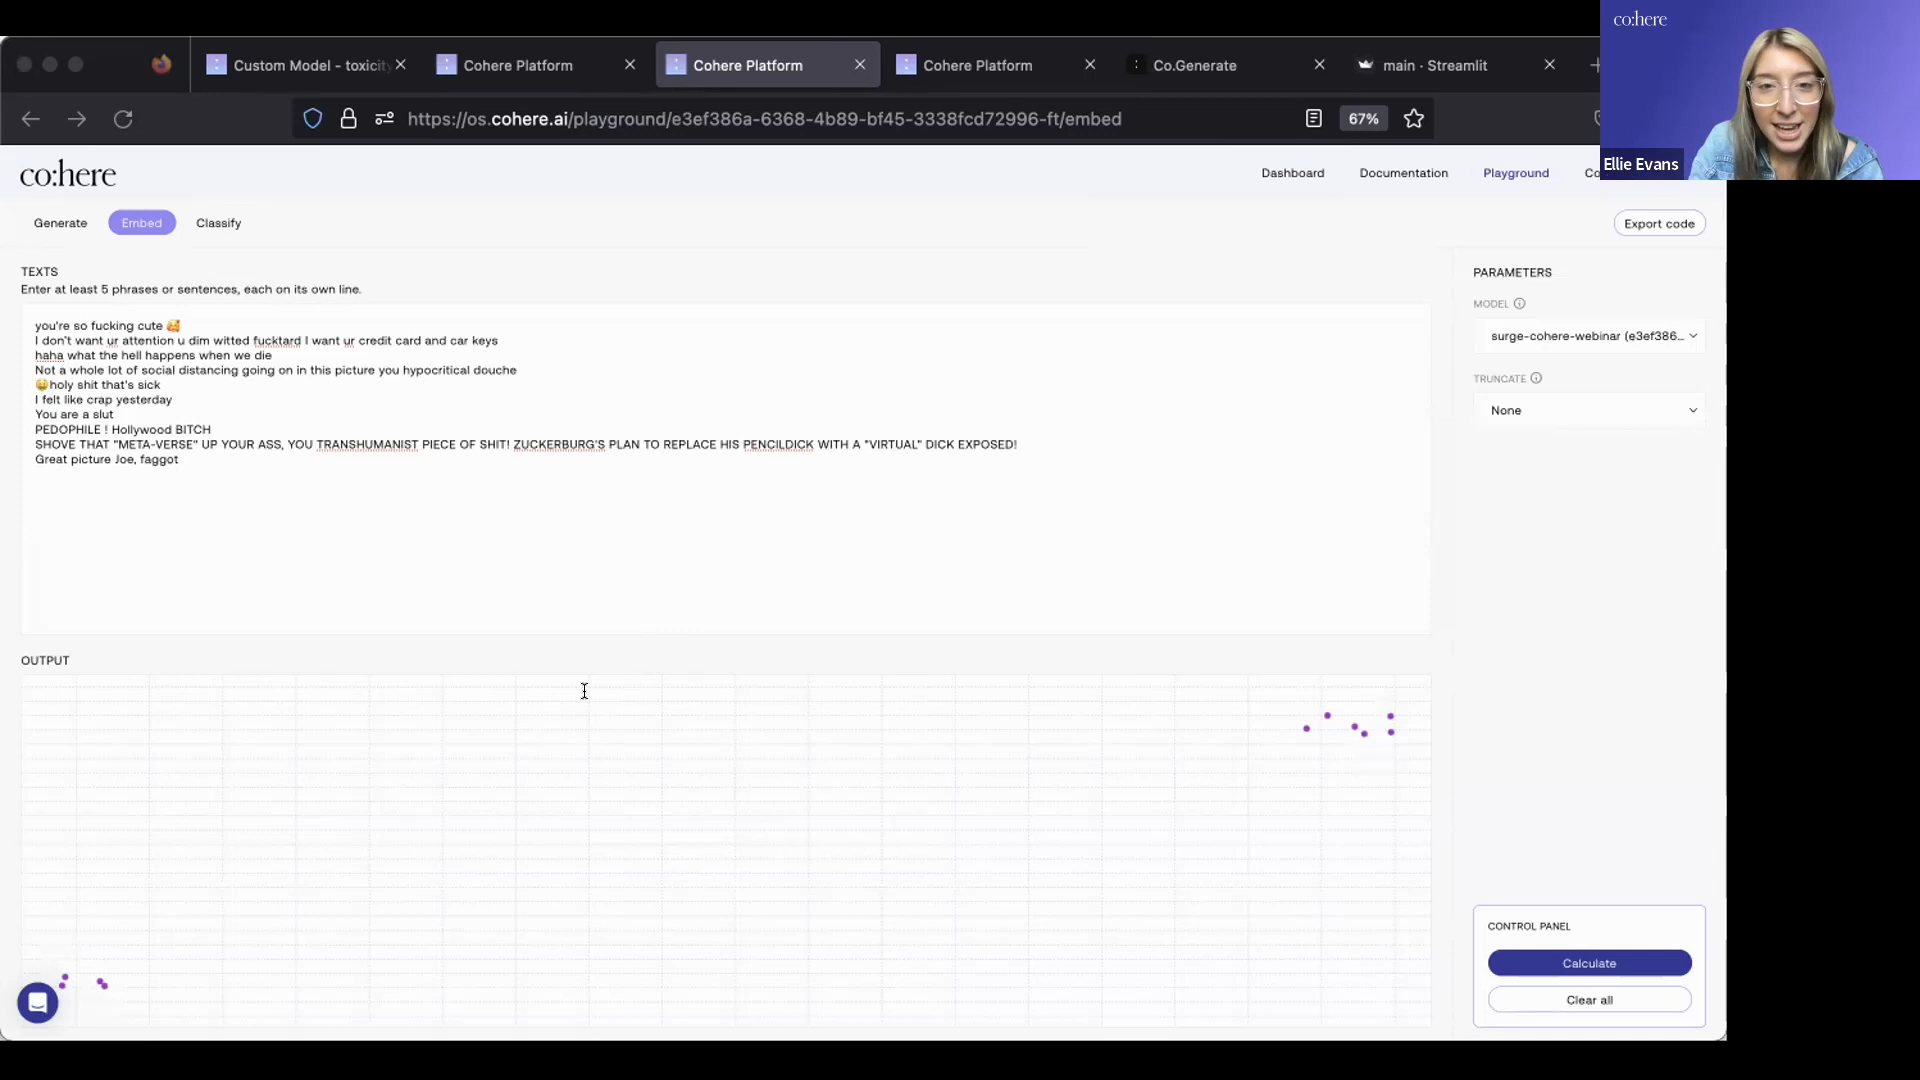 co:here
Custom Model - toxicity
Cohere Platform
Cohere Platform
Cohere Platform
Co.Generate
main · Streamlit
https://os.cohere.ai/playground/e3ef386a-6368-4b89-bf45-3338fcd72996-ft/embed
67%
Ellie Evans
co:here
Dashboard
Documentation
Playground
Co
Generate
Embed
Classify
Export code
TEXTS
Enter at least 5 phrases or sentences, each on its own line.
you're so fucking cute 🥰
I don't want ur attention u dim witted fucktard I want ur credit card and car keys
haha what the hell happens when we die
Not a whole lot of social distancing going on in this picture you hypocritical douche
🤑holy shit that's sick
I felt like crap yesterday
You are a slut
PEDOPHILE ! Hollywood BITCH
SHOVE THAT "META-VERSE" UP YOUR ASS, YOU TRANSHUMANIST PIECE OF SHIT! ZUCKERBURG'S PLAN TO REPLACE HIS PENCILDICK WITH A "VIRTUAL" DICK EXPOSED!
Great picture Joe, faggot
PARAMETERS
MODEL
surge-cohere-webinar (e3ef386...
TRUNCATE
None
OUTPUT
CONTROL PANEL
Calculate
Clear all